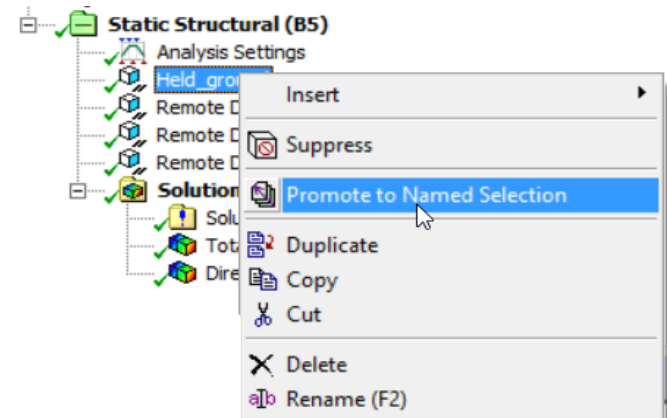 Static Structural (B5)
Analysis Settings
Held_gro
Insert
Remote D
Remote D
Suppress
Remote D
Solution
Promote to Named Selection
Solu
Tota
Duplicate
Dire
Copy
Cut
Delete
Rename (F2)